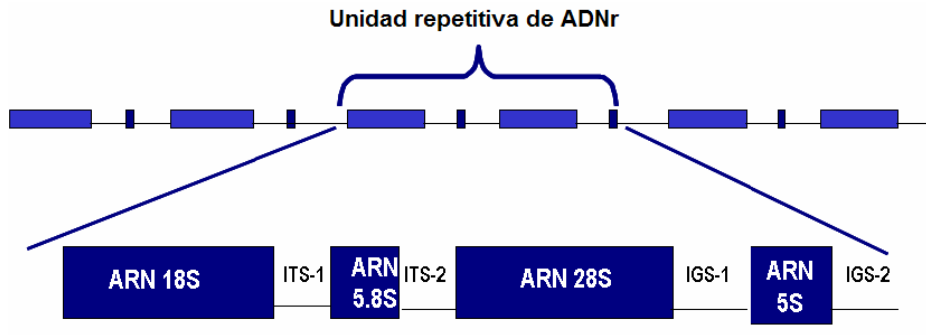 Unidad repetitiva de ADNr
ARN 18S
ITS-1
ARN
5.8S
ITS-2
ARN 28S
IGS-1
ARN
5S
IGS-2